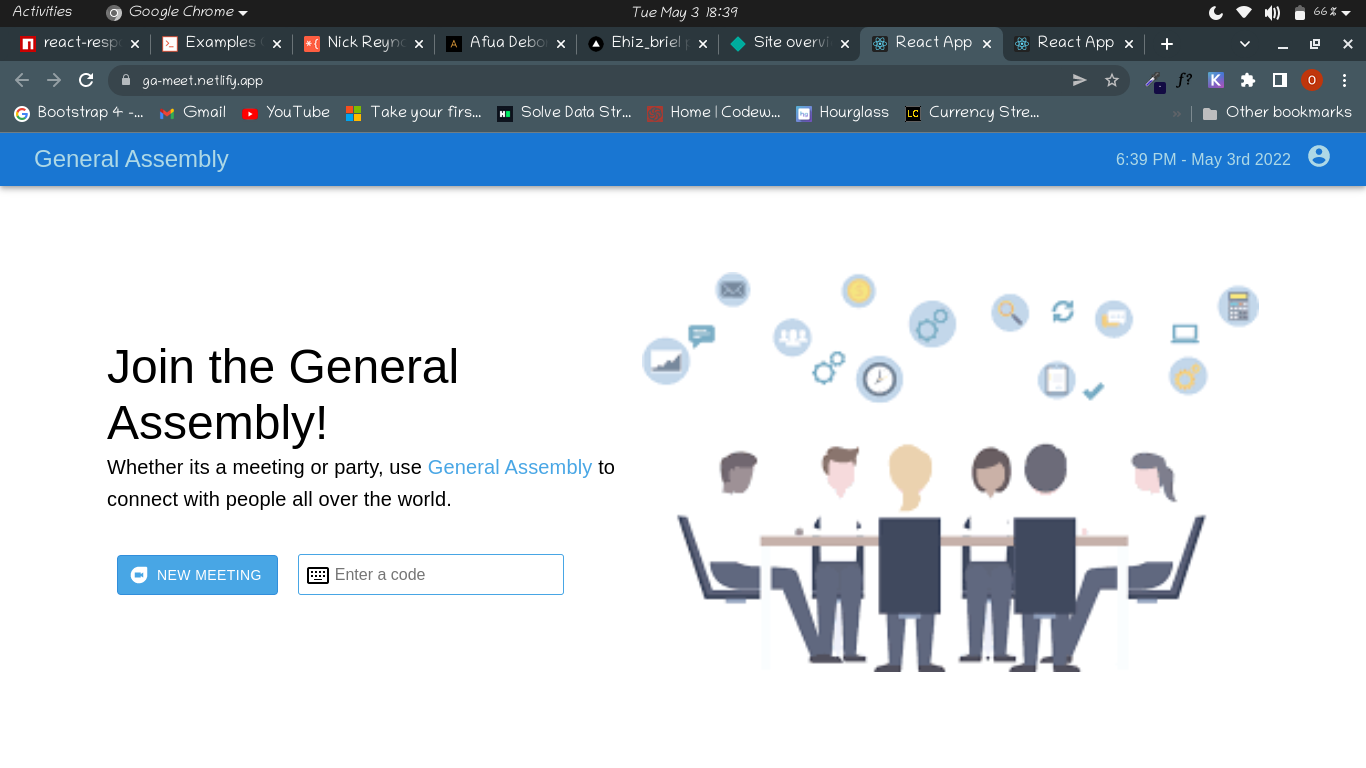 Activities
Google Chrome
Tue May 3 18:39
66 %
Examples
Nick Reyn
Afua Debo
Ehiz_briel
Site overvi
React App
React App
ga-meet.netlify.app
f?
K
O
Bootstrap 4 -...
Gmail
YouTube
Take your firs...
Solve Data Str...
Home | Codew...
Hourglass
LC
Currency Stre...
»
Other bookmarks
General Assembly
6:39 PM - May 3rd 2022
Join the General
Assembly!
Whether its a meeting or party, use General Assembly to
connect with people all over the world.
NEW MEETING
Enter a code